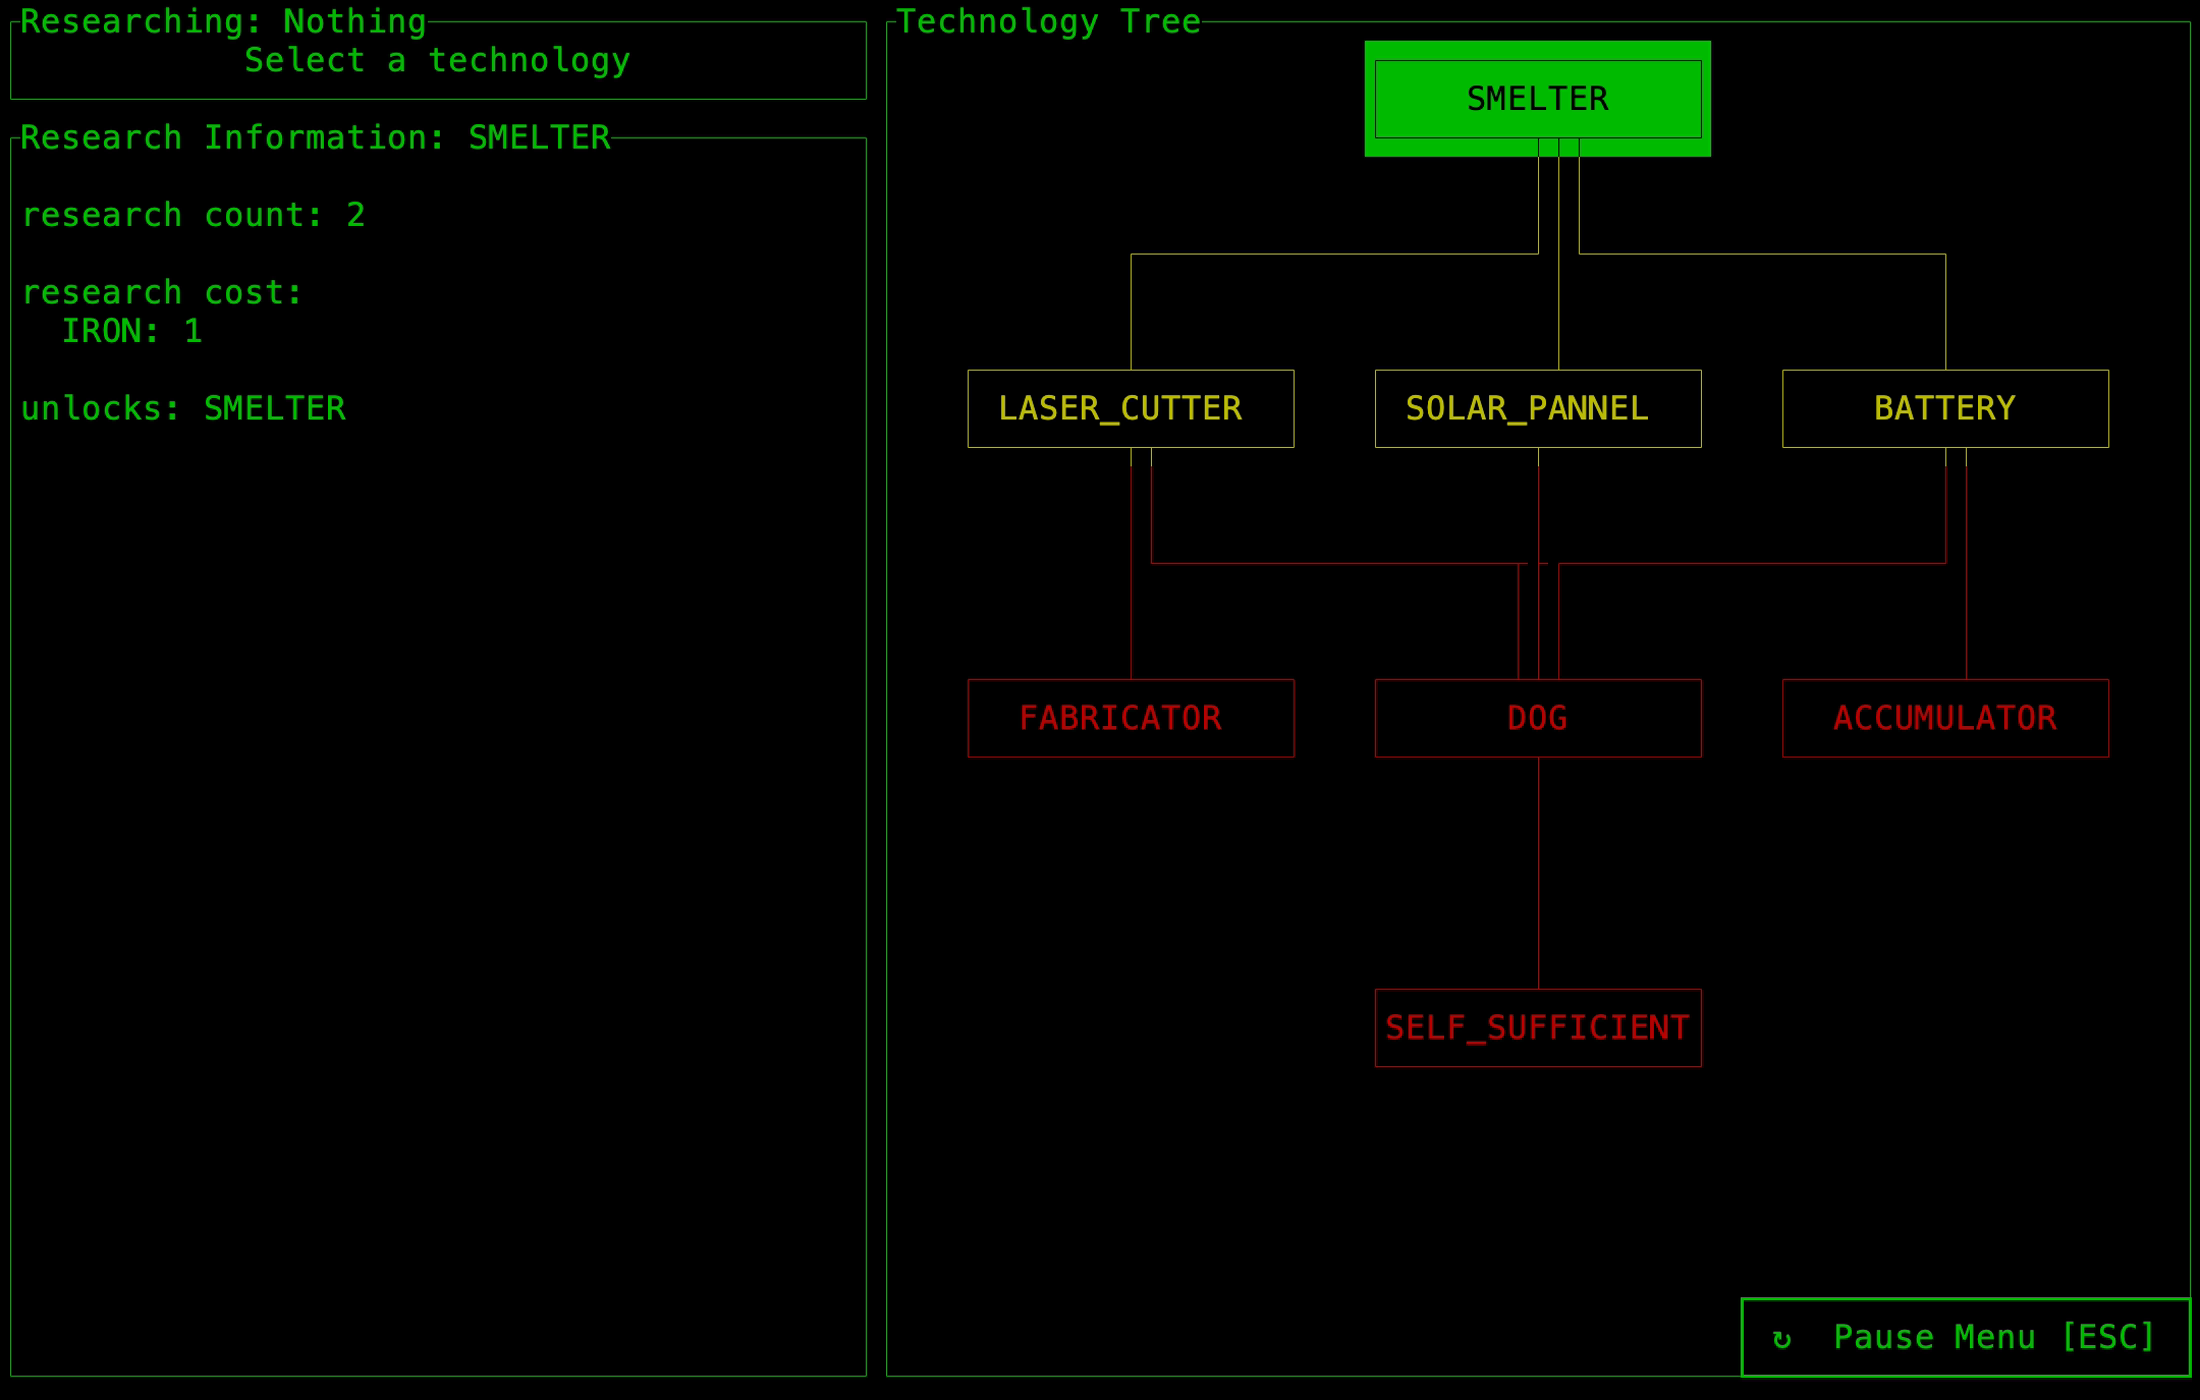 Researching: Nothing
Select a technology
Research Information: SMELTER
research count: 2
research cost:
IRON: 1
unlocks: SMELTER
Technology Tree
SMELTER
LASER_CUTTER
SOLAR_PANNEL
BATTERY
FABRICATOR
DOG
ACCUMULATOR
SELF_SUFFICIENT
↻ Pause Menu [ESC]